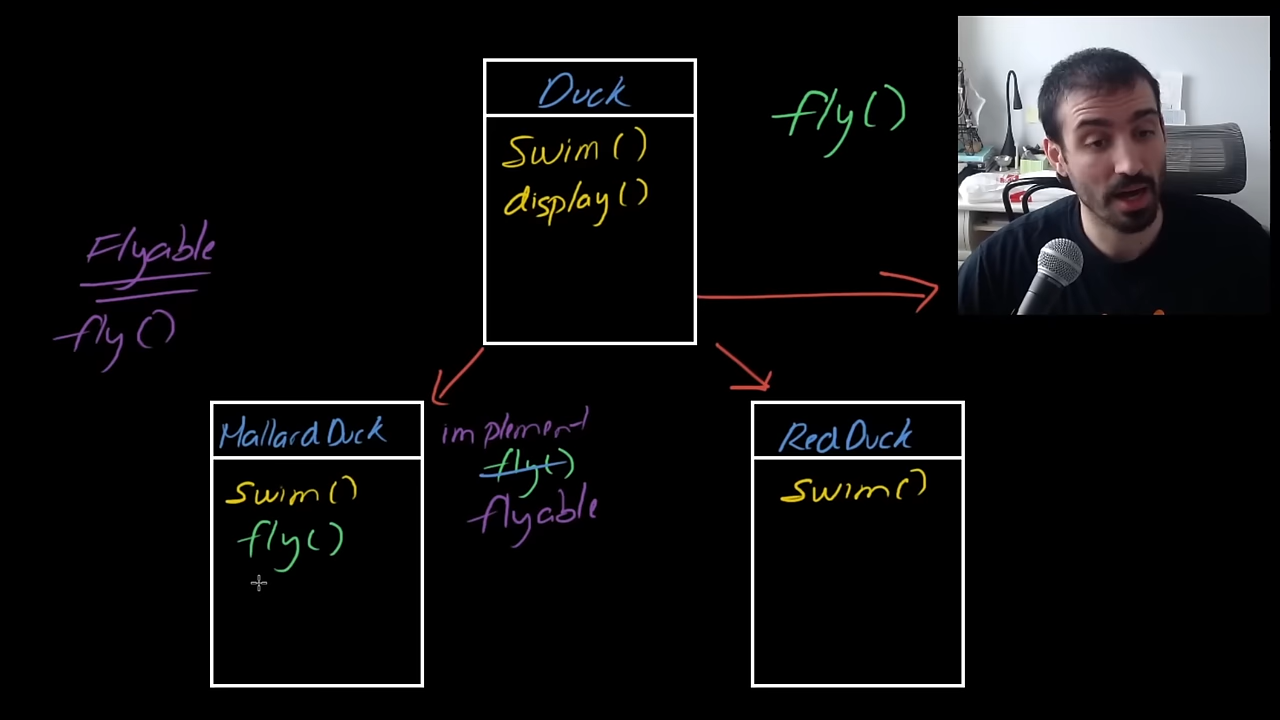 Duck
Swim()
display()
fly()
Flyable
fly()
Mallard Duck
Swim()
fly()
implement
fly()
flyable
Red Duck
Swim()